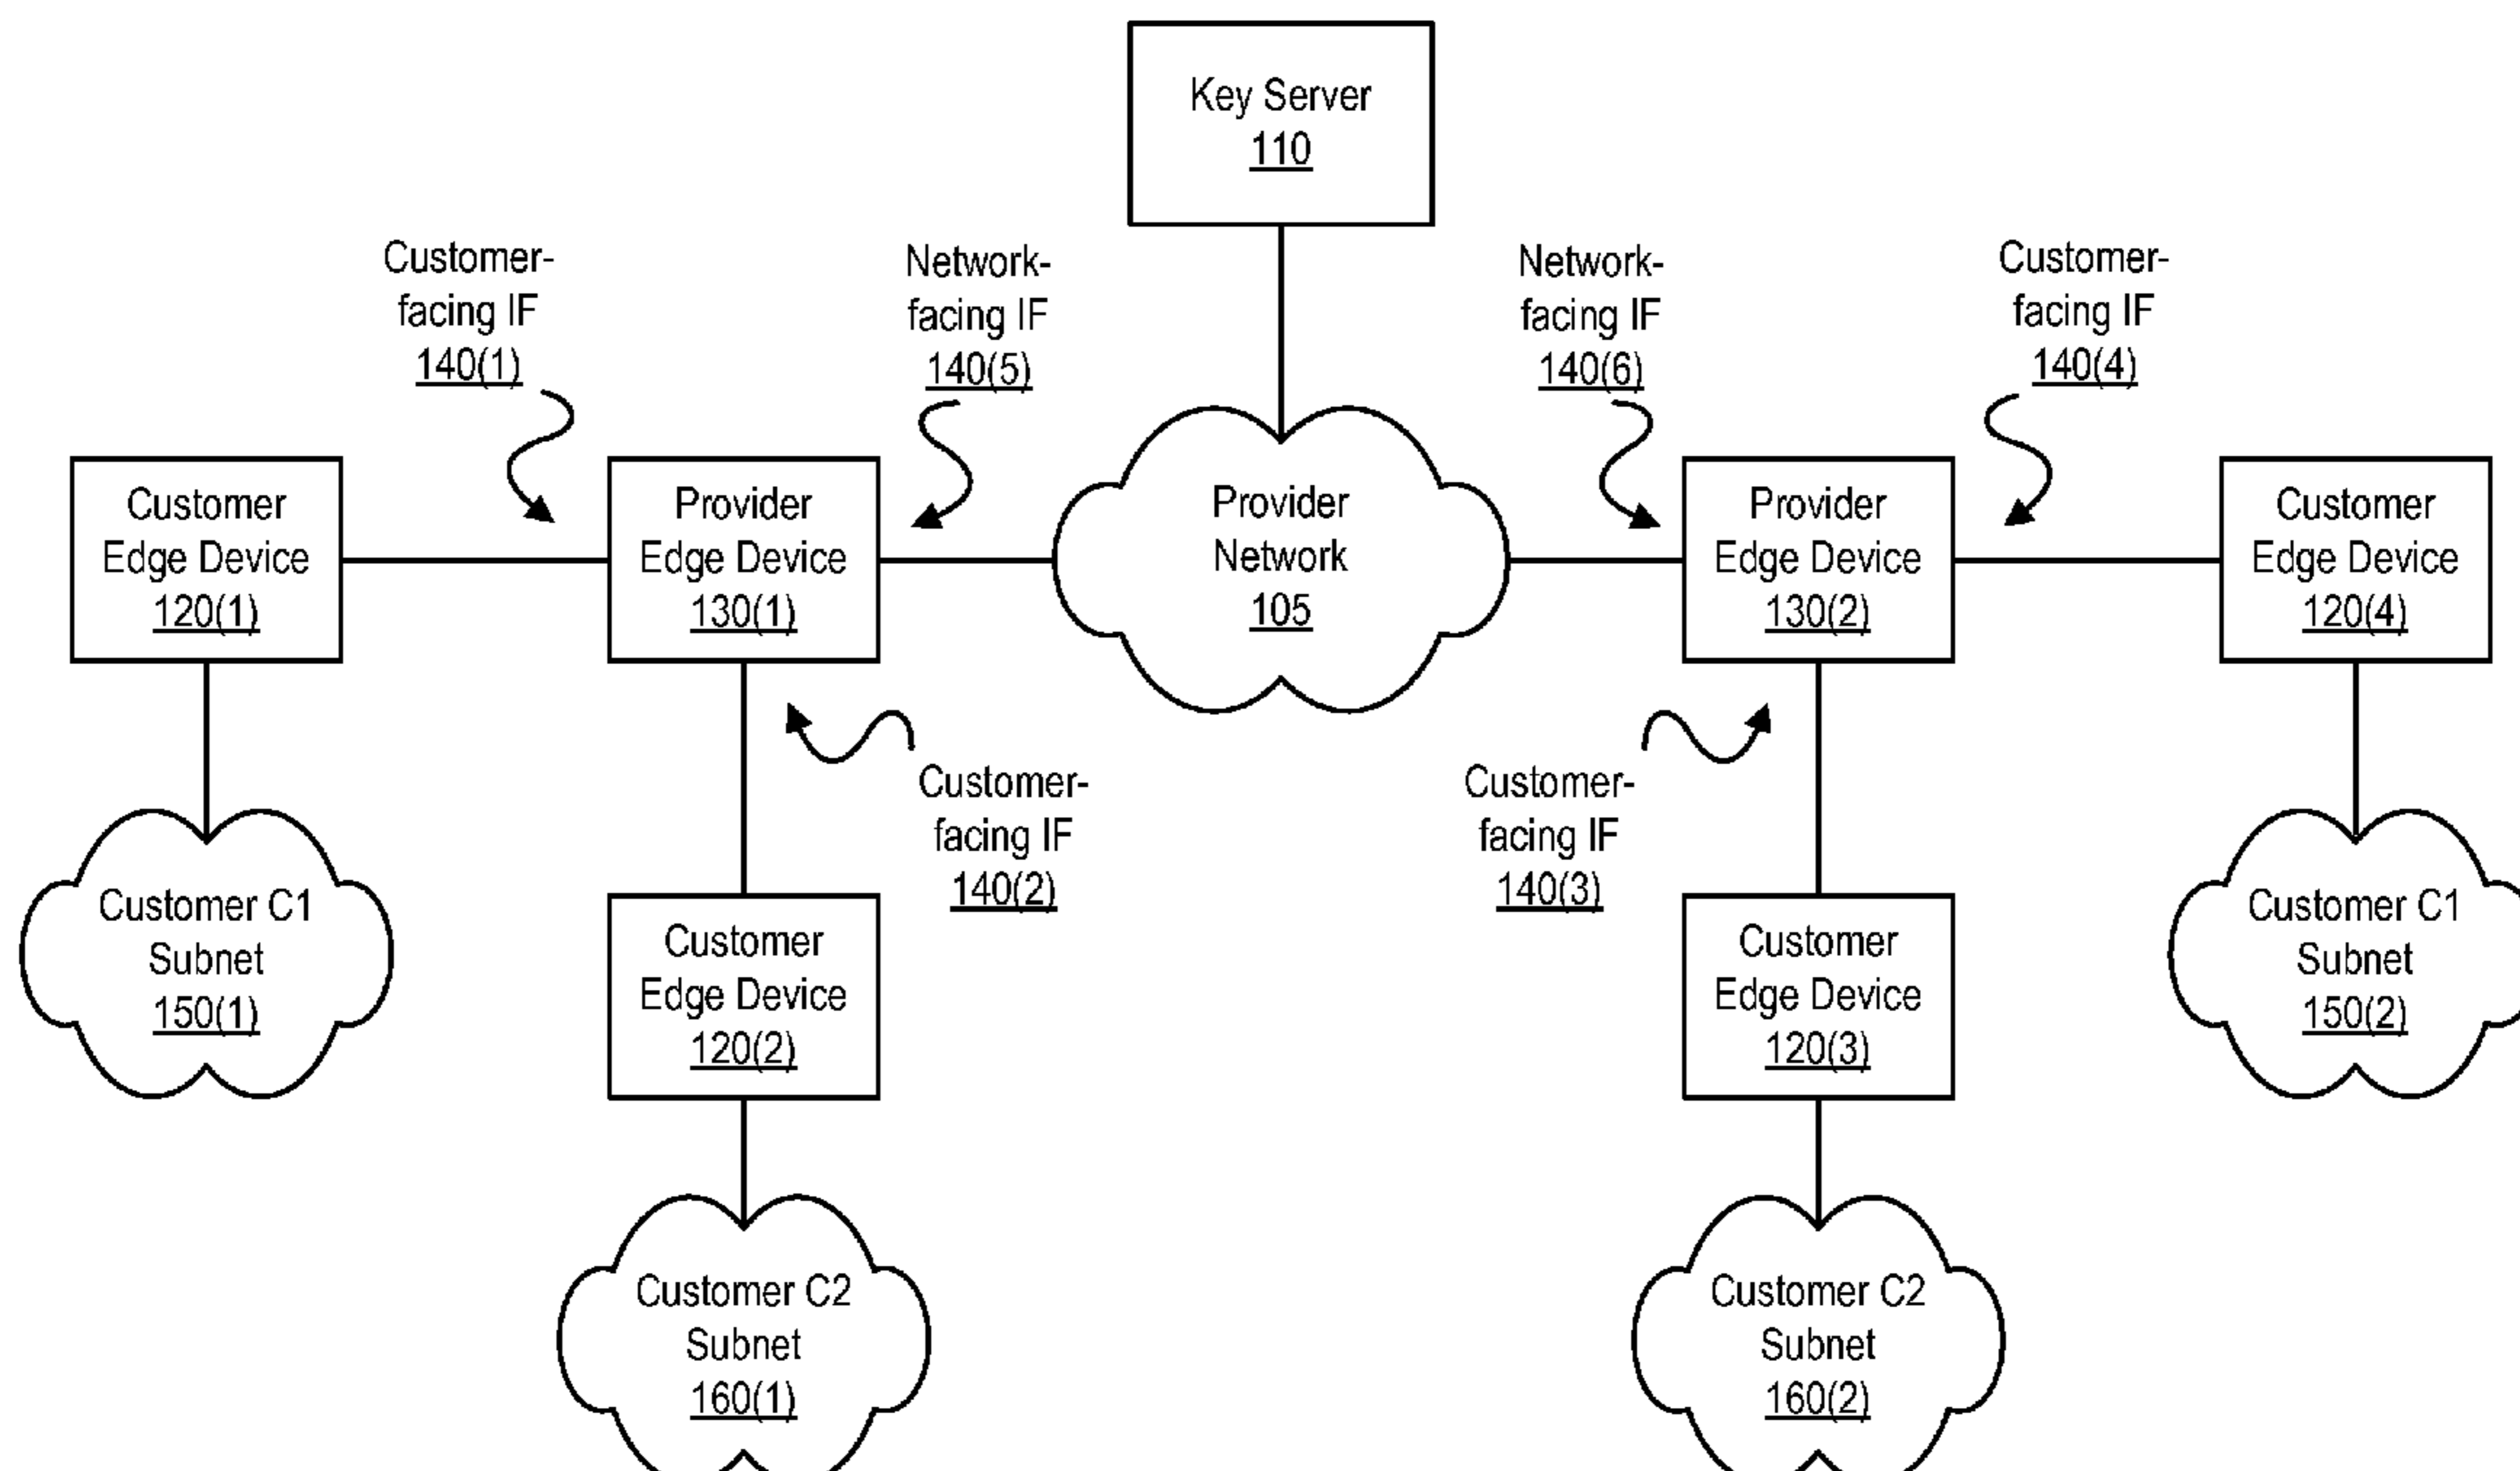 Key Server
110
Customer-
facing IF
140(1)
Network-
facing IF
140(5)
Network-
facing IF
140(6)
Customer-
facing IF
140(4)
Customer
Edge Device
120(1)
Provider
Edge Device
130(1)
Provider
Network
105
Provider
Edge Device
130(2)
Customer
Edge Device
120(4)
Customer-
facing IF
140(2)
Customer-
facing IF
140(3)
Customer C1
Subnet
150(1)
Customer
Edge Device
120(2)
Customer
Edge Device
120(3)
Customer C1
Subnet
150(2)
Customer C2
Subnet
160(1)
Customer C2
Subnet
160(2)